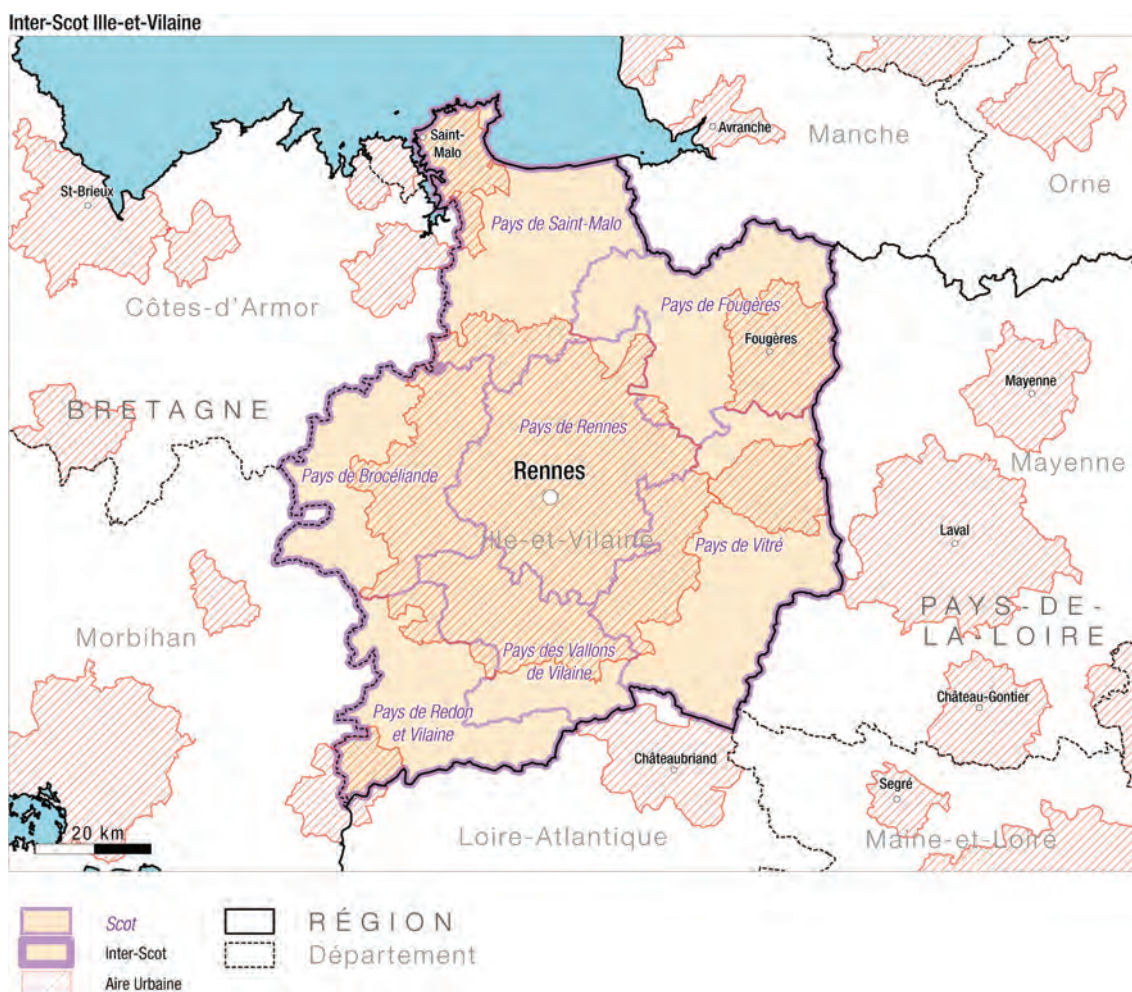 Inter-Scot Ille-et-Vilaine
Saint-
Malo
Avranche
Manche
Orne
St-Brieux
Pays de Saint-Malo
Côtes-d'Armor
Pays de Fougères
Fougères
Mayenne
BRETAGNE
Pays de Rennes
Mayenne
Pays de Brocéliande
Rennes
Ille-et-Vilaine
Laval
Pays de Vitré
PAYS-DE-
LA-LOIRE
Morbihan
Pays des Vallons
de Vilaine
Château-Gontier
Pays de Redon
et Vilaine
Châteaubriand
Segré
20 km
Loire-Atlantique
Maine-et-Loire
Scot
RÉGION
Inter-Scot
Département
Aire Urbaine